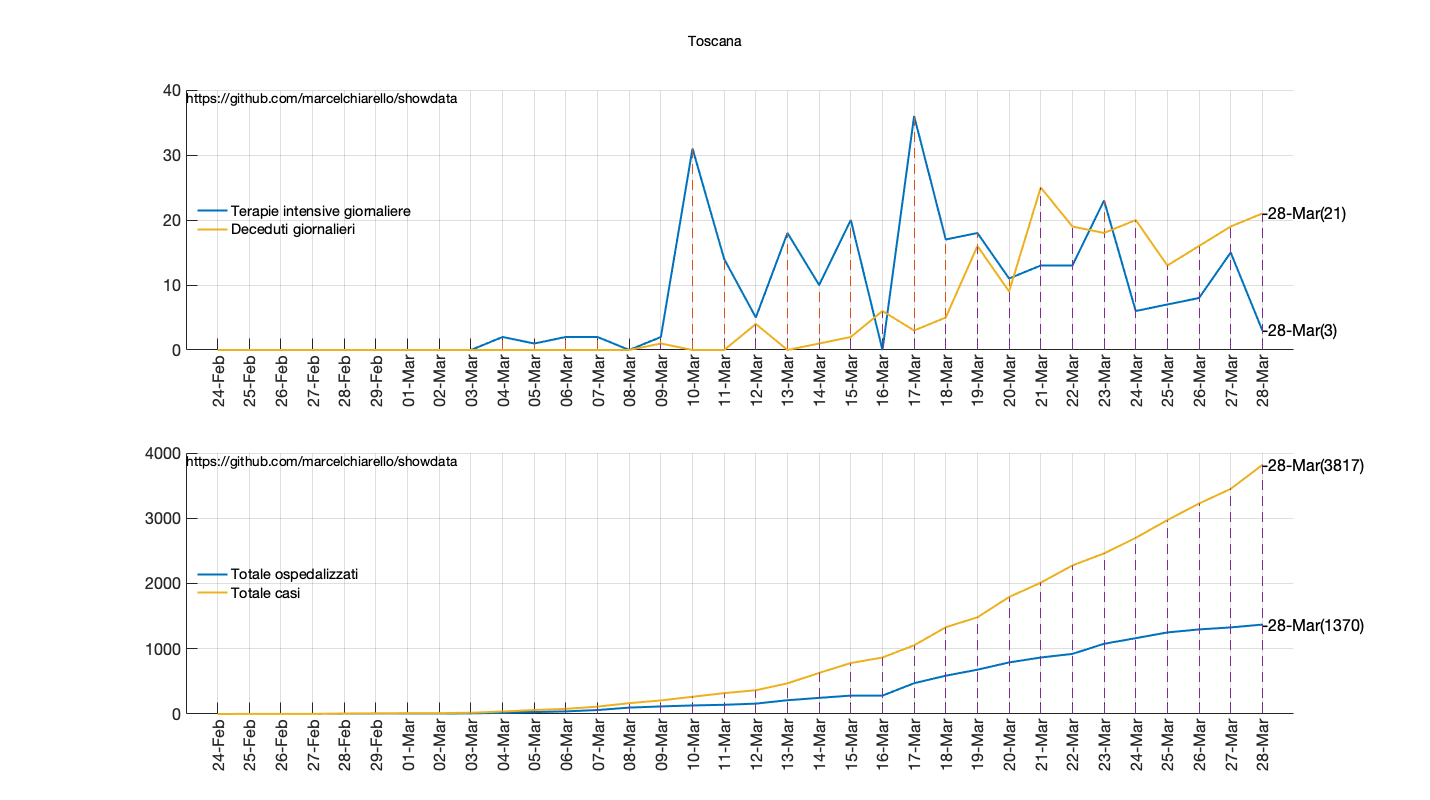 Toscana
40
https://github.com/marcelchiarello/showdata
30
Terapie intensive giornaliere
20
-28-Mar(21)
Deceduti giornalieri
10
-28-Mar(3)
0
24-Feb 25-Feb 26-Feb 27-Feb 28-Feb 29-Feb 01-Mar 02-Mar 03-Mar 04-Mar 05-Mar 06-Mar 07-Mar 08-Mar 09-Mar 10-Mar 11-Mar 12-Mar 13-Mar 14-Mar 15-Mar 16-Mar 17-Mar 18-Mar 19-Mar 20-Mar 21-Mar 22-Mar 23-Mar 24-Mar 25-Mar 26-Mar 27-Mar 28-Mar
4000
https://github.com/marcelchiarello/showdata
-28-Mar(3817)
3000
Totale ospedalizzati
2000
Totale casi
1000
-28-Mar(1370)
0
24-Feb 25-Feb 26-Feb 27-Feb 28-Feb 29-Feb 01-Mar 02-Mar 03-Mar 04-Mar 05-Mar 06-Mar 07-Mar 08-Mar 09-Mar 10-Mar 11-Mar 12-Mar 13-Mar 14-Mar 15-Mar 16-Mar 17-Mar 18-Mar 19-Mar 20-Mar 21-Mar 22-Mar 23-Mar 24-Mar 25-Mar 26-Mar 27-Mar 28-Mar